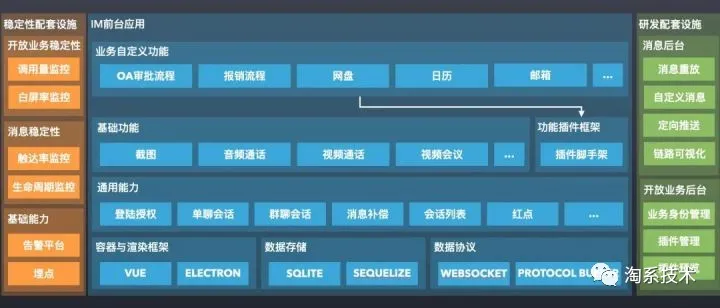 稳定性配套设施
开放业务稳定性
调用量监控
白屏率监控
消息稳定性
触达率监控
生命周期监控
基础能力
告警平台
埋点
IM前台应用
业务自定义功能
OA审批流程 报销流程 网盘 日历 邮箱 ...
基础功能
截图 音频通话 视频通话 视频会议 ...
功能插件框架
插件脚手架
通用能力
登陆授权 单聊会话 群聊会话 消息补偿 会话列表 红点 ...
容器与渲染框架
VUE ELECTRON
数据存储
SQLITE SEQUELIZE
数据协议
WEBSOCKET PROTOCOL
研发配套设施
消息后台
消息重放
自定义消息
定向推送
链路可视化
开放业务后台
业务身份管理
插件管理
淘系技术